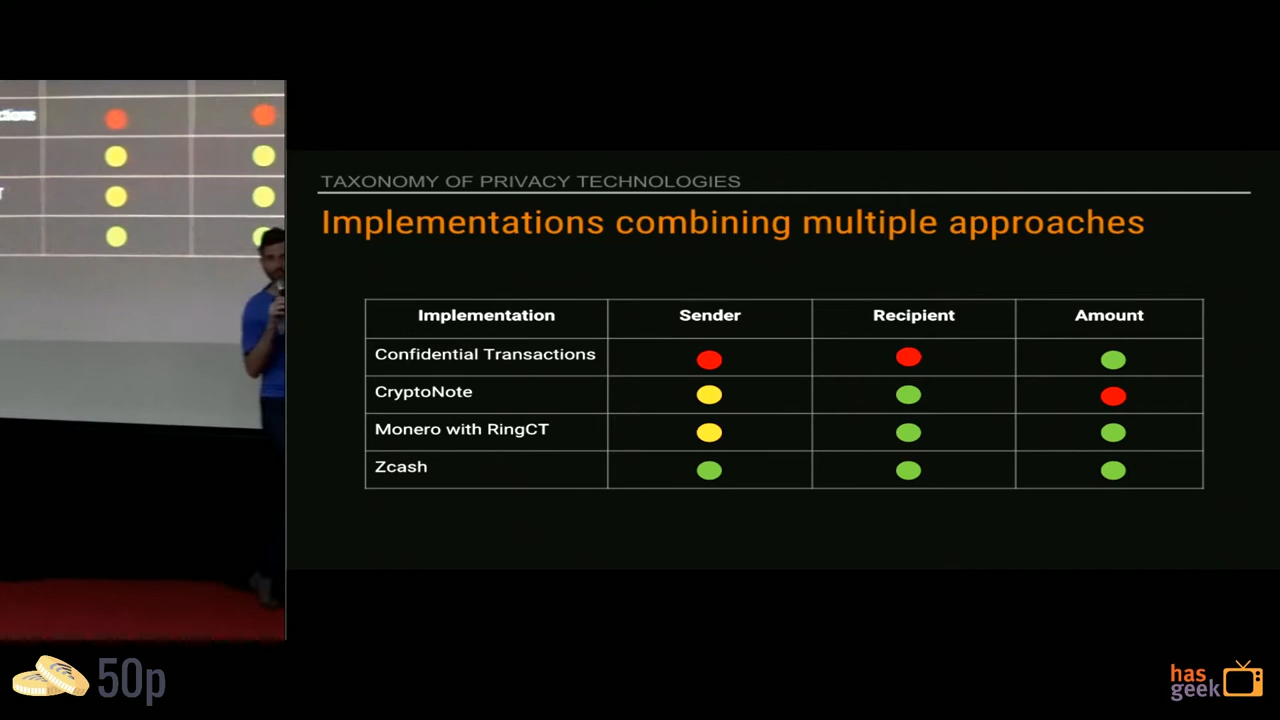 TAXONOMY OF PRIVACY TECHNOLOGIES
Implementations combining multiple approaches
Implementation Sender Recipient Amount
Confidential Transactions
CryptoNote
Monero with RingCT
Zcash
50p
has
geek